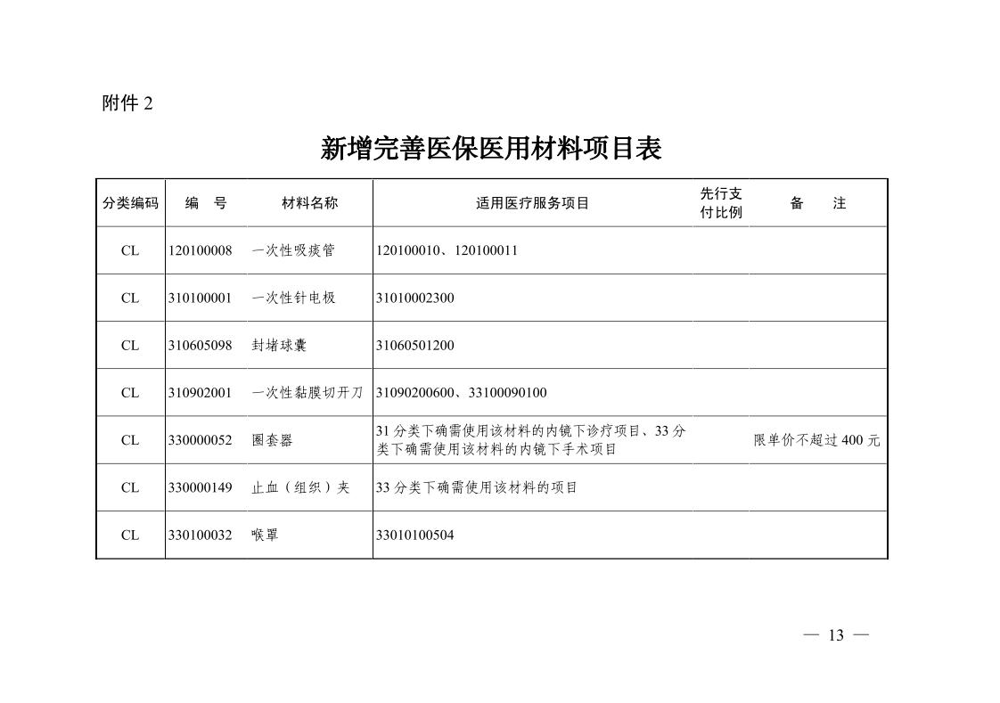 附件 2
新增完善医保医用材料项目表
分类编码 编 号 材料名称 适用医疗服务项目 先行支付比例 备 注
CL 120100008 一次性吸痰管 120100010、120100011
CL 310100001 一次性针电极 31010002300
CL 310605098 封堵球囊 31060501200
CL 310902001 一次性黏膜切开刀 31090200600、33100090100
CL 330000052 圈套器 31 分类下确需使用该材料的内镜下诊疗项目、33 分
类下确需使用该材料的内镜下手术项目 限单价不超过 400 元
CL 330000149 止血（组织）夹 33 分类下确需使用该材料的项目
CL 330100032 喉罩 33010100504
— 13 —